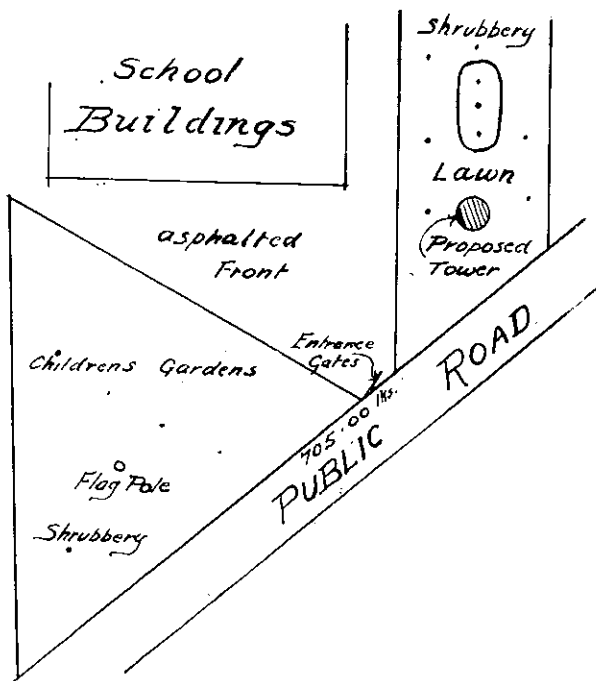 School
Buildings
Shrubbery
Lawn
Proposed
Tower
asphalted
Front
Entrance
Gates
Childrens Gardens
705.00 lks.
PUBLIC ROAD
Flag Pole
Shrubbery